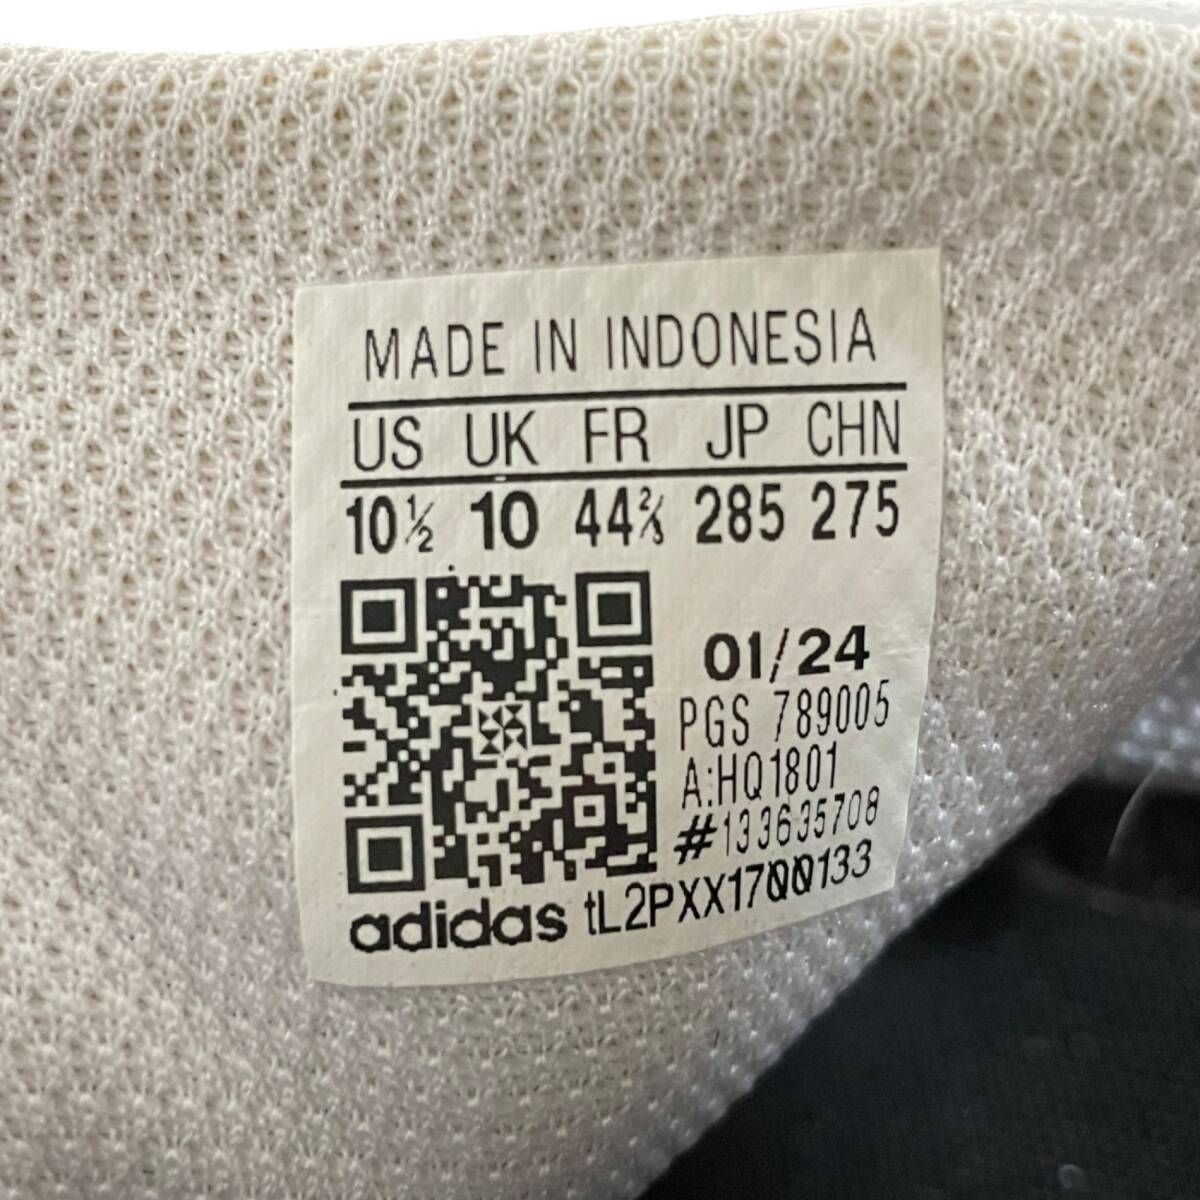 MADE IN INDONESIA
US UK FR JP CHN
10½ 10 44⅔ 285 275
01/24
PGS 789005
A:HQ1801
#133635708
adidas tL2PXX1700133